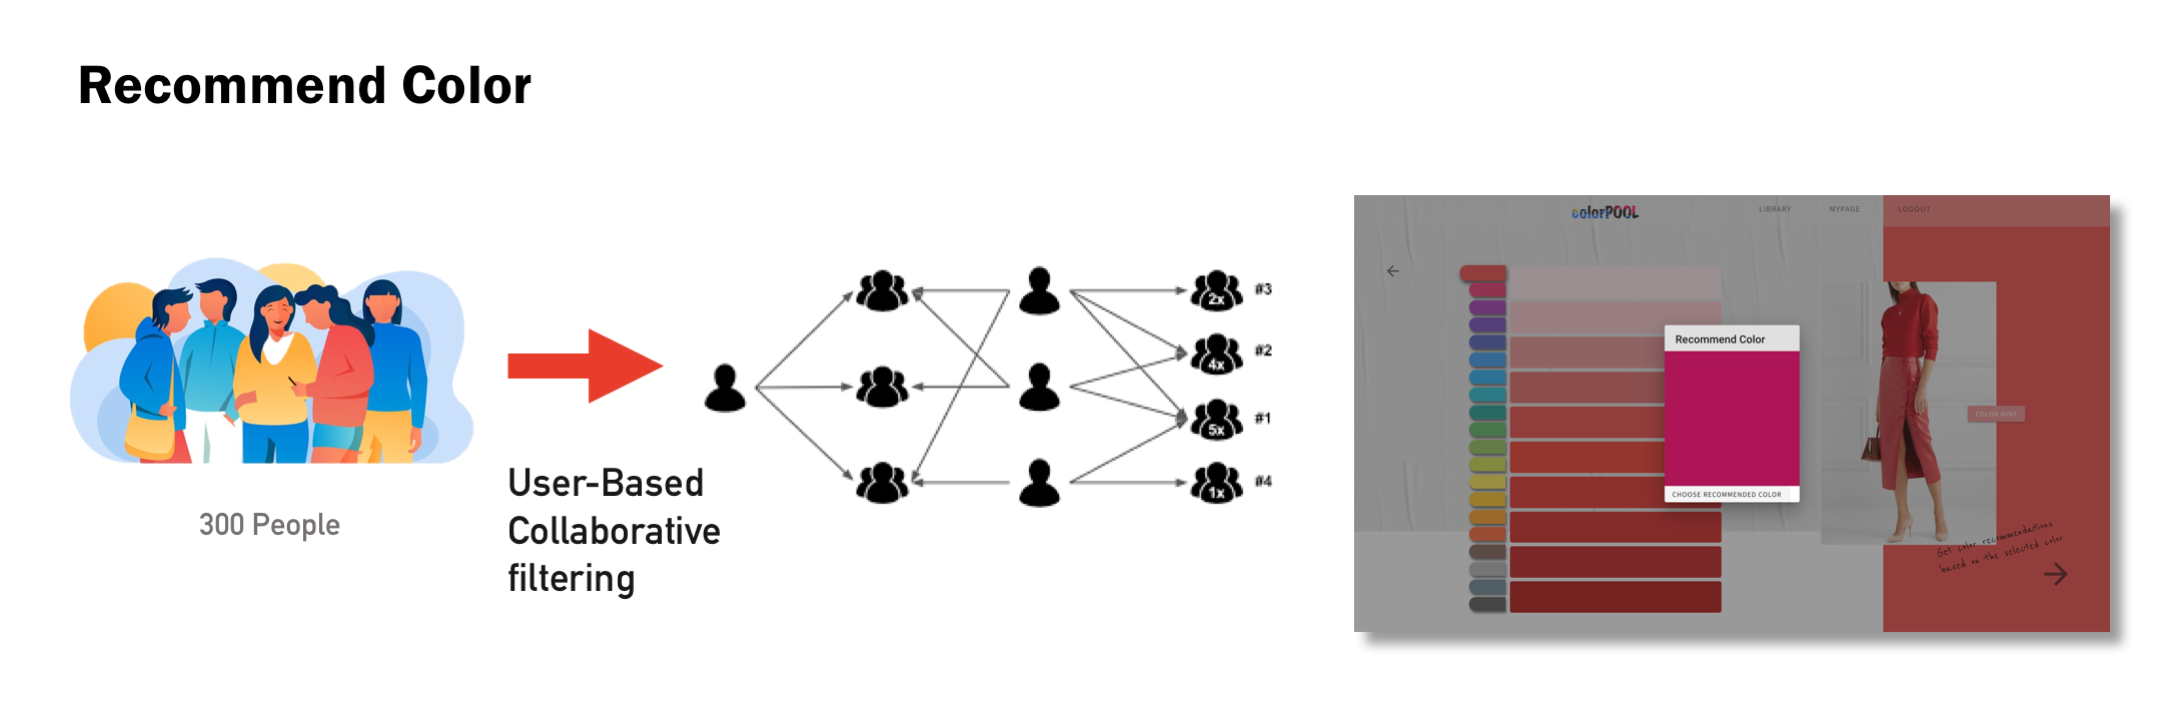 Recommend Color
300 People
User-Based
Collaborative
filtering
2x
#3
4x
#2
5x
#1
1x
#4
colorPOOL
LIBRARY
MYPAGE
LOGOUT
Recommend Color
CHOOSE RECOMMENDED COLOR
COLOR HINT
Get color recommendations
based on the selected color